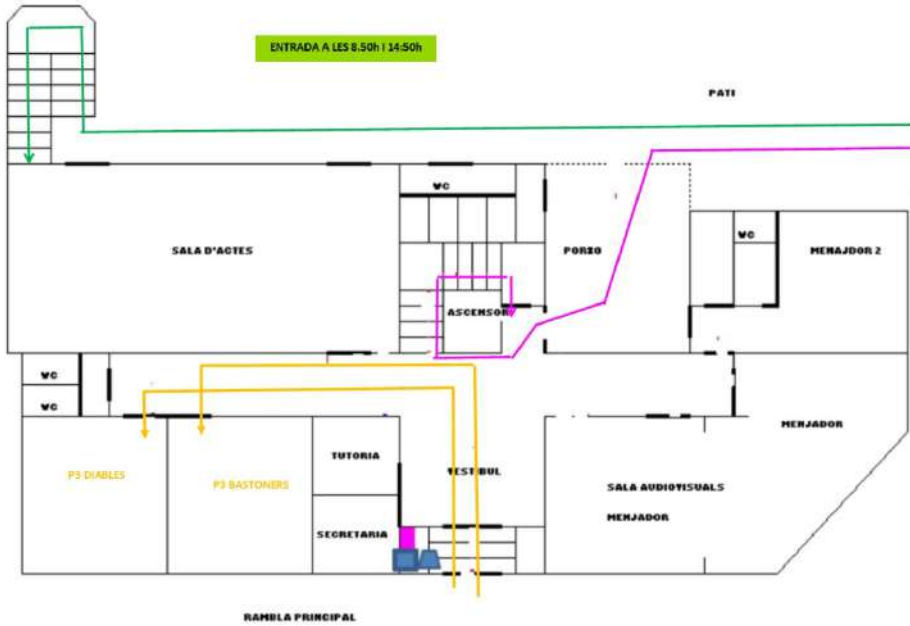 ENTRADA A LES 8.50h I 14:50h
PATI
WC
SALA D'ACTES
PORXO
WC
MENAJDOR 2
ASCENSOR
WC
WC
MENJADOR
P3 DIABLES
P3 BASTONERS
TUTORIA
VESTIBUL
SALA AUDIOVISUALS
MENJADOR
SECRETARIA
RAMBLA PRINCIPAL